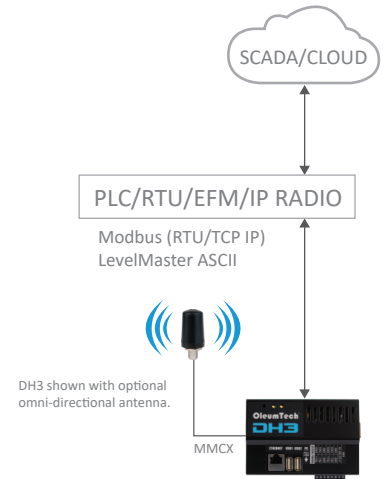 SCADA/CLOUD
PLC/RTU/EFM/IP RADIO
Modbus (RTU/TCP IP)
LevelMaster ASCII
DH3 shown with optional
omni-directional antenna.
MMCX
OleumTech
DH3
ETHERNET